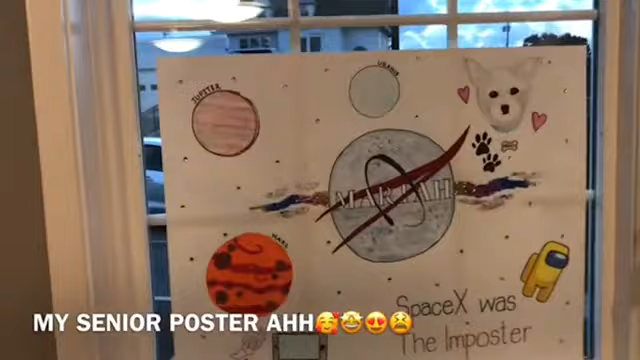 JUPITER
URANUS
MARIAH
MARS
SpaceX was
The Imposter
MY SENIOR POSTER AHH🥰🤩😍😫